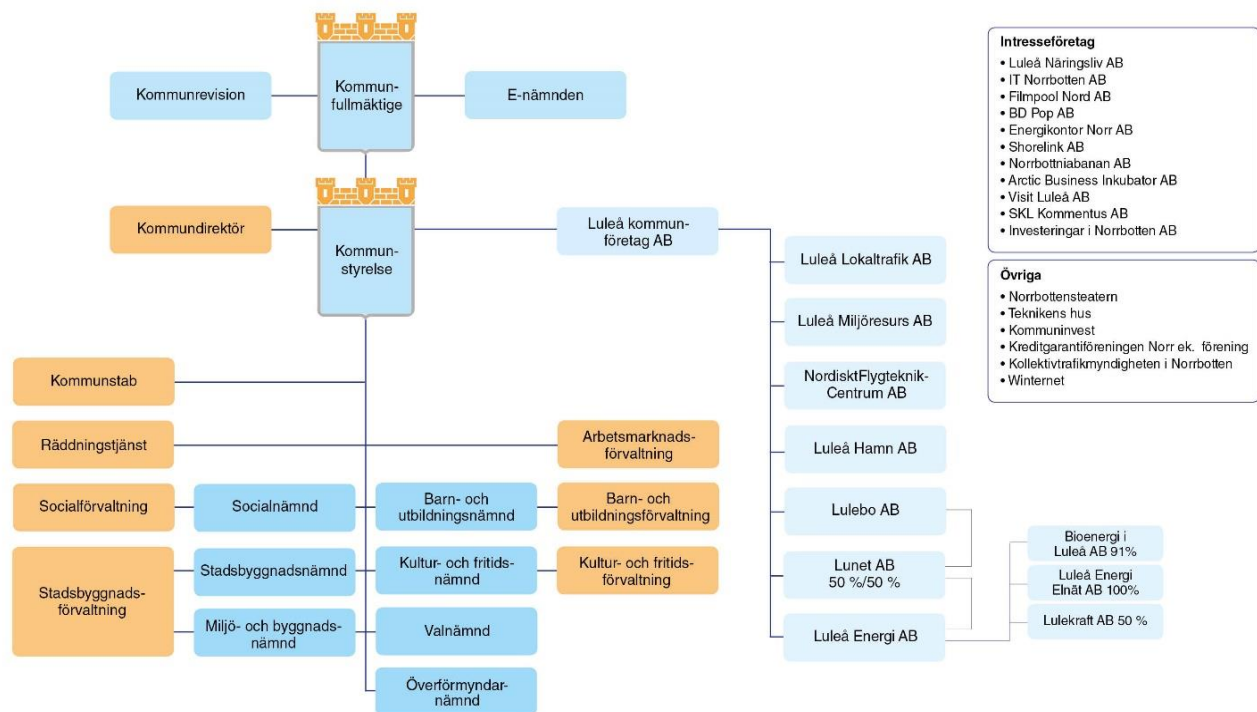 Kommunrevision
Kommun-
fullmäktige
E-nämnden
Kommundirektör
Kommun-
styrelse
Luleå kommun-
företag AB
Kommunstab
Räddningstjänst
Arbetsmarknads-
förvaltning
Socialförvaltning
Socialnämnd
Barn- och
utbildningsnämnd
Barn- och
utbildningsförvaltning
Stadsbyggnads-
förvaltning
Stadsbyggnadsnämnd
Kultur- och fritids-
nämnd
Kultur- och fritids-
förvaltning
Miljö- och byggnads-
nämnd
Valnämnd
Överförmyndar-
nämnd
Luleå Lokaltrafik AB
Luleå Miljöresurs AB
NordisktFlygteknik-
Centrum AB
Luleå Hamn AB
Lulebo AB
Lunet AB
50 %/50 %
Luleå Energi AB
Bioenergi i
Luleå AB 91%
Luleå Energi
Elnät AB 100%
Lulekraft AB 50 %
Intresseföretag
• Luleå Näringsliv AB
• IT Norrbotten AB
• Filmpool Nord AB
• BD Pop AB
• Energikontor Norr AB
• Shorelink AB
• Norrbottniabanan AB
• Arctic Business Inkubator AB
• Visit Luleå AB
• SKL Kommentus AB
• Investeringar i Norrbotten AB
Övriga
• Norrbottensteatern
• Teknikens hus
• Kommuninvest
• Kreditgarantiföreningen Norr ek. förening
• Kollektivtrafikmyndigheten i Norrbotten
• Winternet